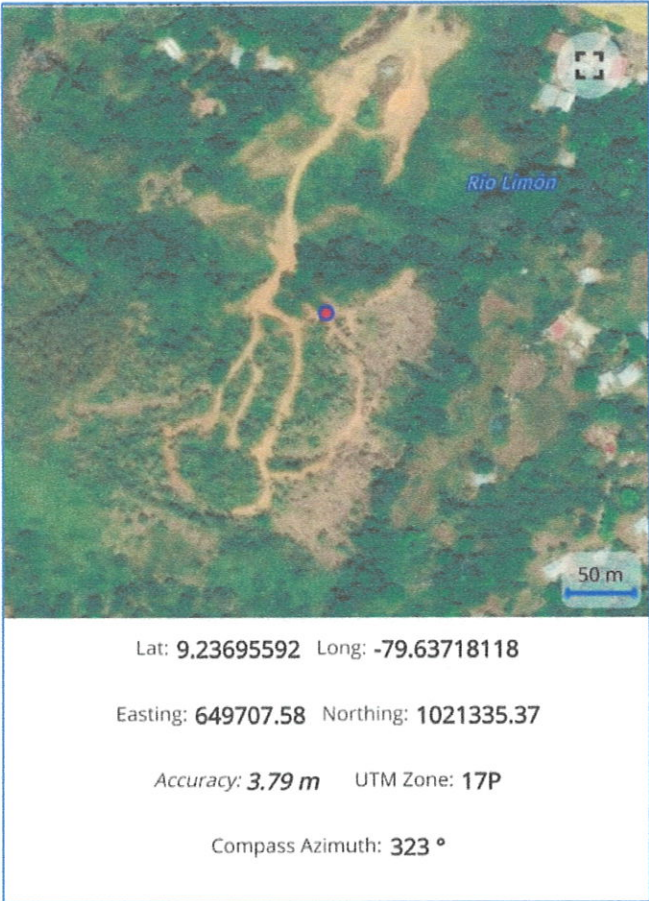 Río Limón
50 m
Lat: 9.23695592 Long: -79.63718118
Easting: 649707.58 Northing: 1021335.37
Accuracy: 3.79 m UTM Zone: 17P
Compass Azimuth: 323 °